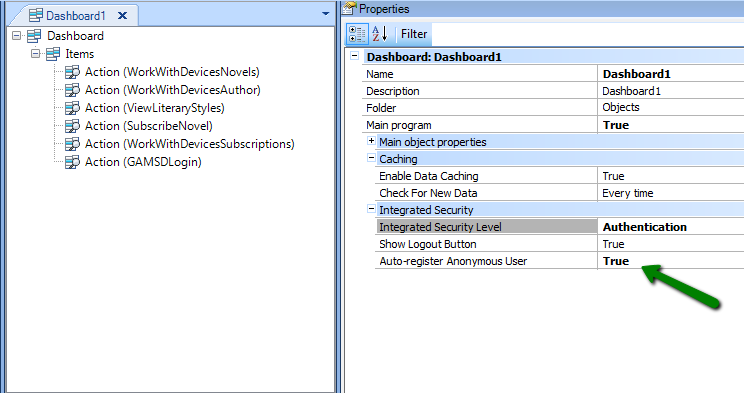 Dashboard1
Dashboard
Items
Action (WorkWithDevicesNovels)
Action (WorkWithDevicesAuthor)
Action (ViewLiteraryStyles)
Action (SubscribeNovel)
Action (WorkWithDevicesSubscriptions)
Action (GAMSDLogin)
Properties
Filter
Dashboard: Dashboard1
Name Dashboard1
Description Dashboard1
Folder Objects
Main program True
Main object properties
Caching
Enable Data Caching True
Check For New Data Every time
Integrated Security
Integrated Security Level Authentication
Show Logout Button True
Auto-register Anonymous User True